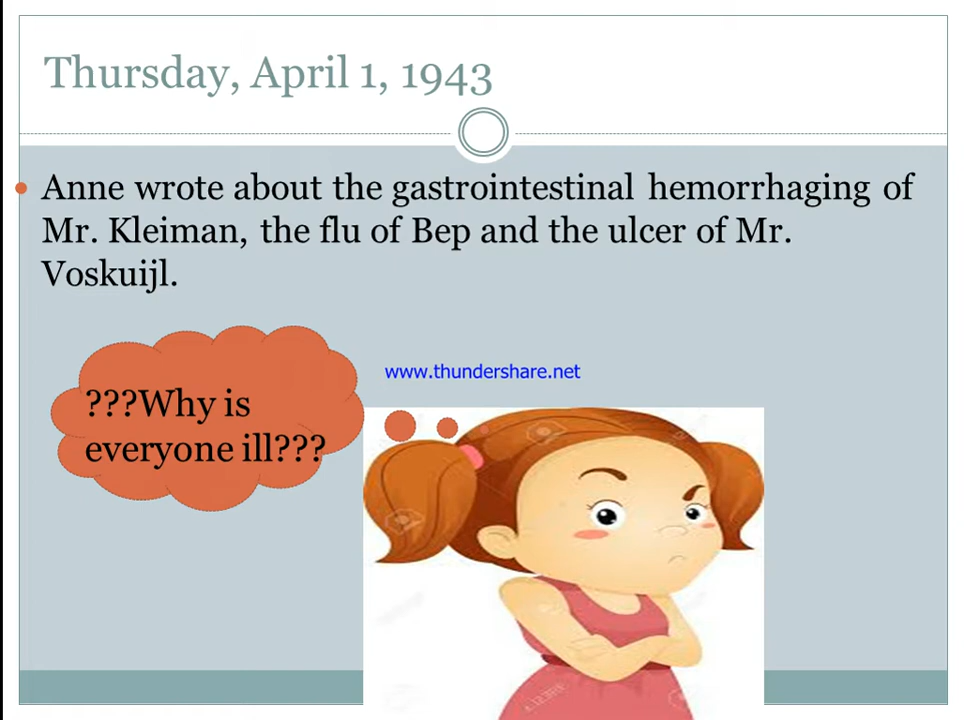 Thursday, April 1, 1943
Anne wrote about the gastrointestinal hemorrhaging of
Mr. Kleiman, the flu of Bep and the ulcer of Mr.
Voskuijl.
www.thundershare.net
???Why is
everyone ill???